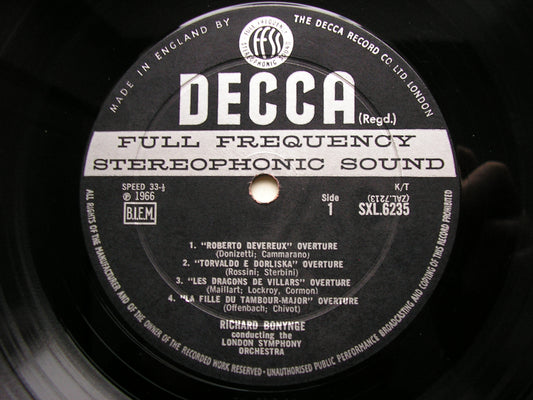 MADE IN ENGLAND BY THE DECCA RECORD CO LTD LONDON
FULL FREQUENCY
ffss
STEREOPHONIC SOUND
DECCA (Regd.)
FULL FREQUENCY
STEREOPHONIC SOUND
SPEED 33⅓
℗ 1966
B.I.E.M.
Side
1
K/T
(ZAL.7213)
SXL.6235
1. "ROBERTO DEVEREUX" OVERTURE
(Donizetti; Cammarano)
2. "TORVALDO E DORLISKA" OVERTURE
(Rossini; Sterbini)
3. "LES DRAGONS DE VILLARS" OVERTURE
(Maillart; Lockroy, Cormon)
4. "LA FILLE DU TAMBOUR-MAJOR" OVERTURE
(Offenbach; Chivot)
RICHARD BONYNGE
conducting the
LONDON SYMPHONY
ORCHESTRA
ALL RIGHTS OF THE MANUFACTURER AND OF THE OWNER OF THE RECORDED WORK RESERVED · UNAUTHORISED PUBLIC PERFORMANCE BROADCASTING AND COPYING OF THIS RECORD PROHIBITED